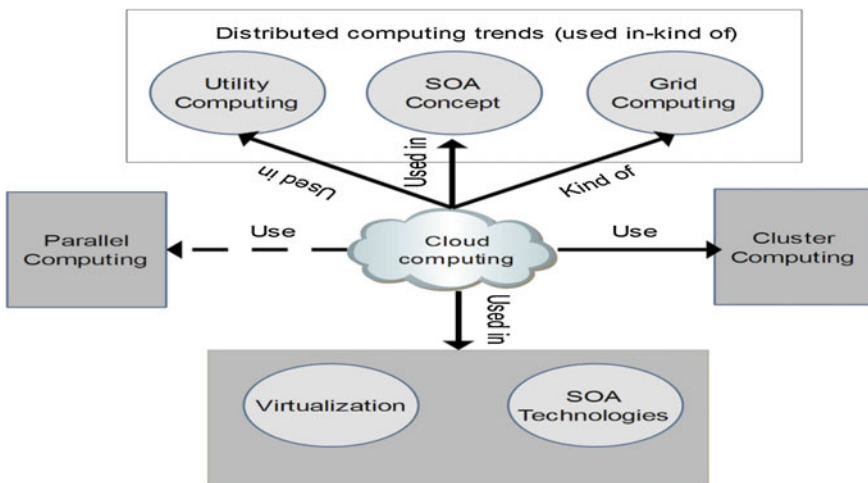 Distributed computing trends (used in-kind of)
Utility
Computing
SOA
Concept
Grid
Computing
Used in
Used in
Kind of
Parallel
Computing
Use
Cloud
computing
Use
Cluster
Computing
Used in
Virtualization
SOA
Technologies